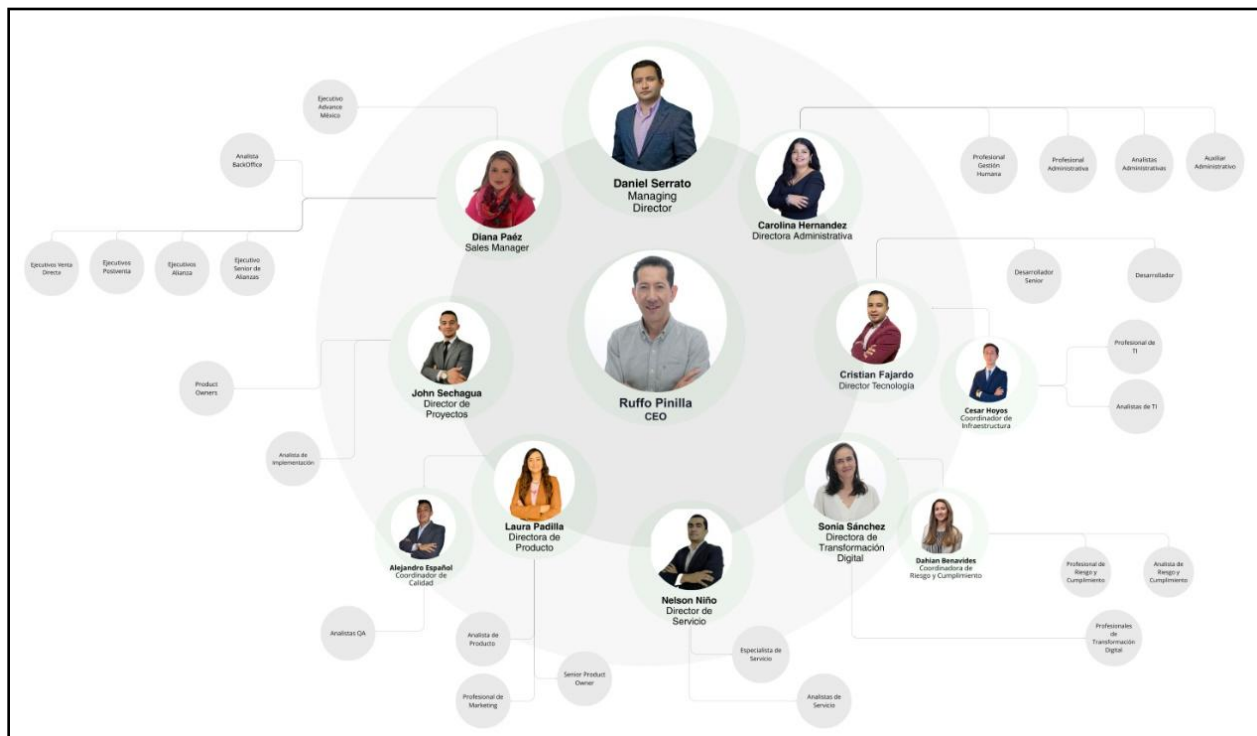 Ejecutivo
Advance
México
Analista
BackOffice
Ejecutivos Venta
Directa
Ejecutivos
Postventa
Ejecutivos
Alianza
Ejecutivo
Senior de
Alianzas
Diana Paéz
Sales Manager
Daniel Serrato
Managing
Director
Carolina Hernandez
Directora Administrativa
Profesional
Gestión
Humana
Profesional
Administrativa
Analistas
Administrativas
Auxiliar
Administrativo
Desarrollador
Senior
Desarrollador
Product
Owners
Analista de
Implementación
John Sechagua
Director de
Proyectos
Ruffo Pinilla
CEO
Cristian Fajardo
Director Tecnología
Cesar Hoyos
Coordinador de
Infraestructura
Profesional de
TI
Analistas de TI
Alejandro Español
Coordinador de
Calidad
Laura Padilla
Directora de
Producto
Nelson Niño
Director de
Servicio
Sonia Sánchez
Directora de
Transformación
Digital
Dahian Benavides
Coordinadora de
Riesgo y Cumplimiento
Profesional de
Riesgo y
Cumplimiento
Analista de
Riesgo y
Cumplimiento
Analistas QA
Analista de
Producto
Profesional de
Marketing
Senior Product
Owner
Especialista de
Servicio
Analistas de
Servicio
Profesionales
de
Transformación
Digital